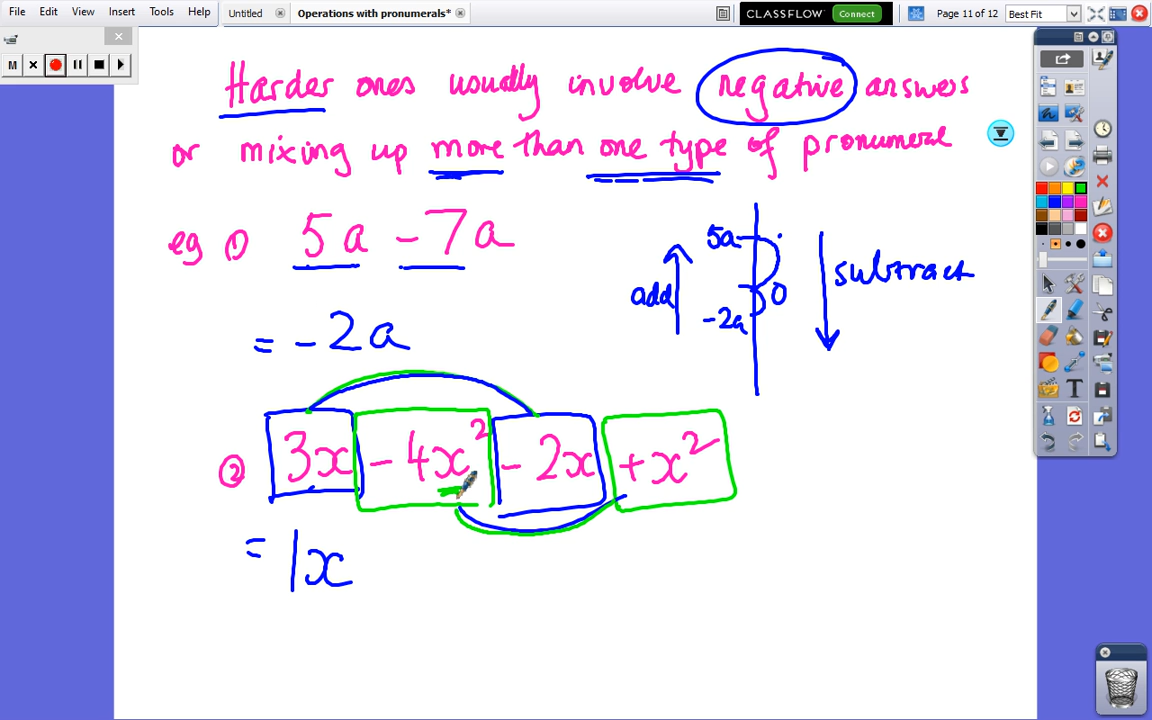 File Edit View Insert Tools Help Untitled Operations with pronumerals* CLASSFLOW Connect Page 11 of 12 Best Fit
M
Harder ones usually involve negative answers
or mixing up more than one type of pronumeral
eg ① 5a - 7a
= -2a
5a
0
-2a
add
subtract
② 3x - 4x² - 2x + x²
= 1x
T